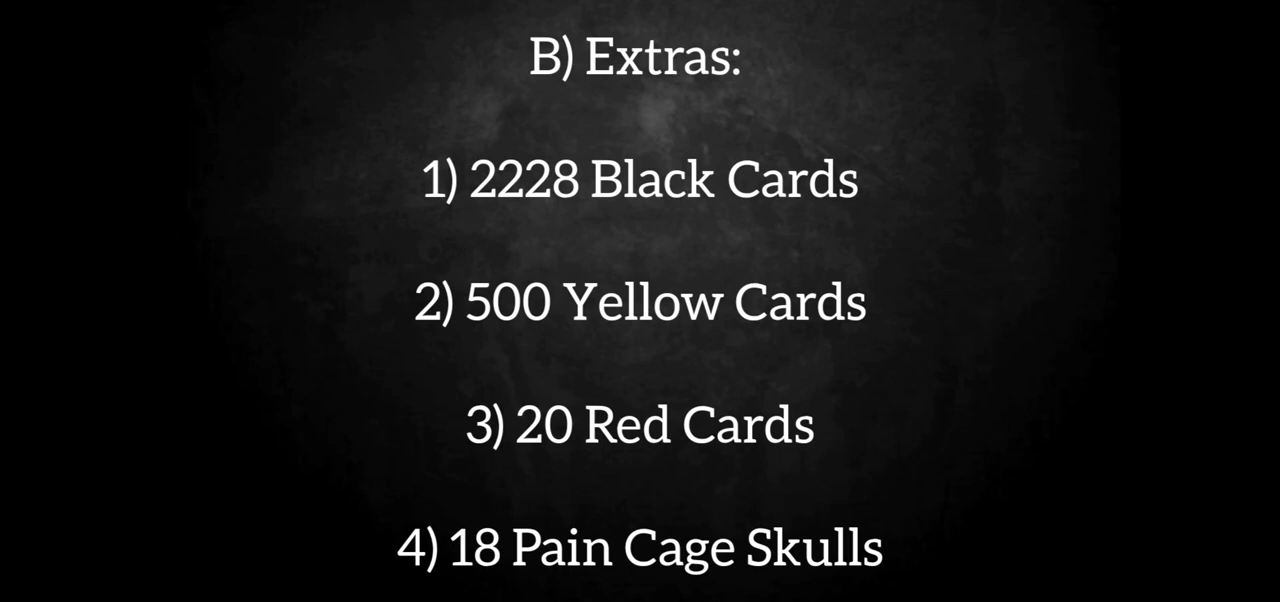 B) Extras:
1) 2228 Black Cards
2) 500 Yellow Cards
3) 20 Red Cards
4) 18 Pain Cage Skulls